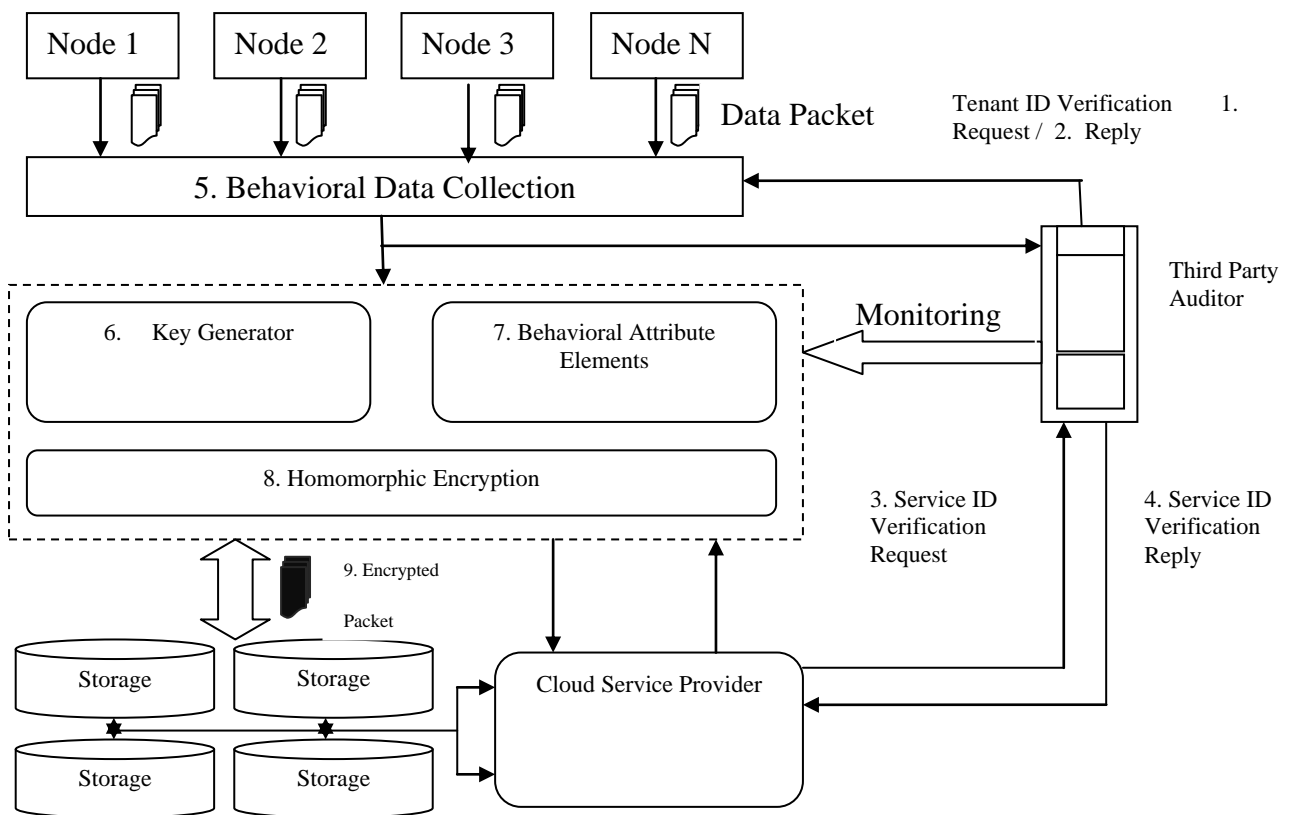 Node 1
Node 2
Node 3
Node N
Data Packet
Tenant ID Verification 1.
Request / 2. Reply
5. Behavioral Data Collection
Third Party
Auditor
6. Key Generator
7. Behavioral Attribute
Elements
Monitoring
8. Homomorphic Encryption
3. Service ID
Verification
Request
4. Service ID
Verification
Reply
9. Encrypted
Packet
Storage
Storage
Cloud Service Provider
Storage
Storage